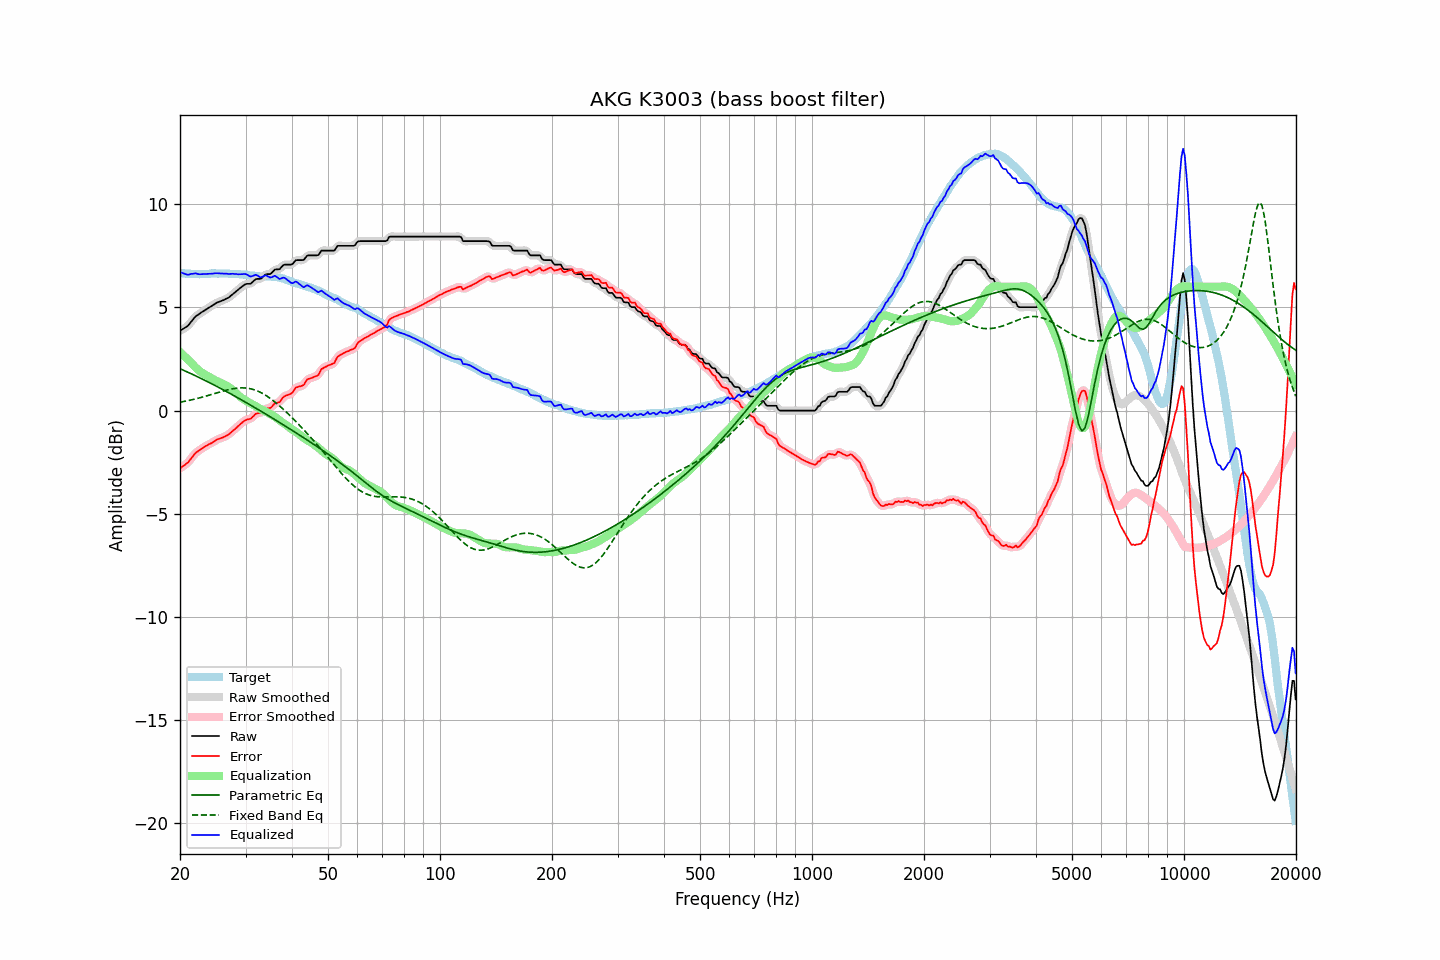 AKG K3003 (bass boost filter)
Amplitude (dBr)
10
5
0
−5
−10
−15
−20
Target
Raw Smoothed
Error Smoothed
Raw
Error
Equalization
Parametric Eq
Fixed Band Eq
Equalized
20
50
100
200
500
1000
2000
5000
10000
20000
Frequency (Hz)